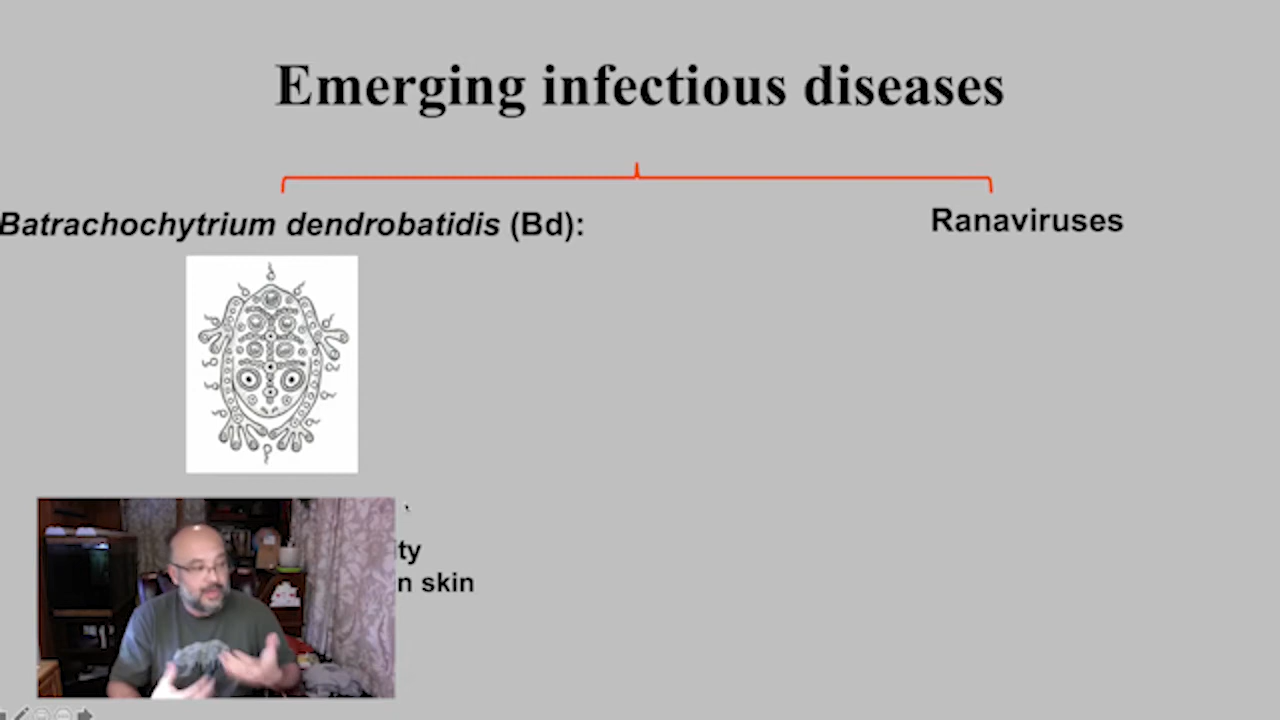 Emerging infectious diseases
Batrachochytrium dendrobatidis (Bd):
Ranaviruses
ty
n skin